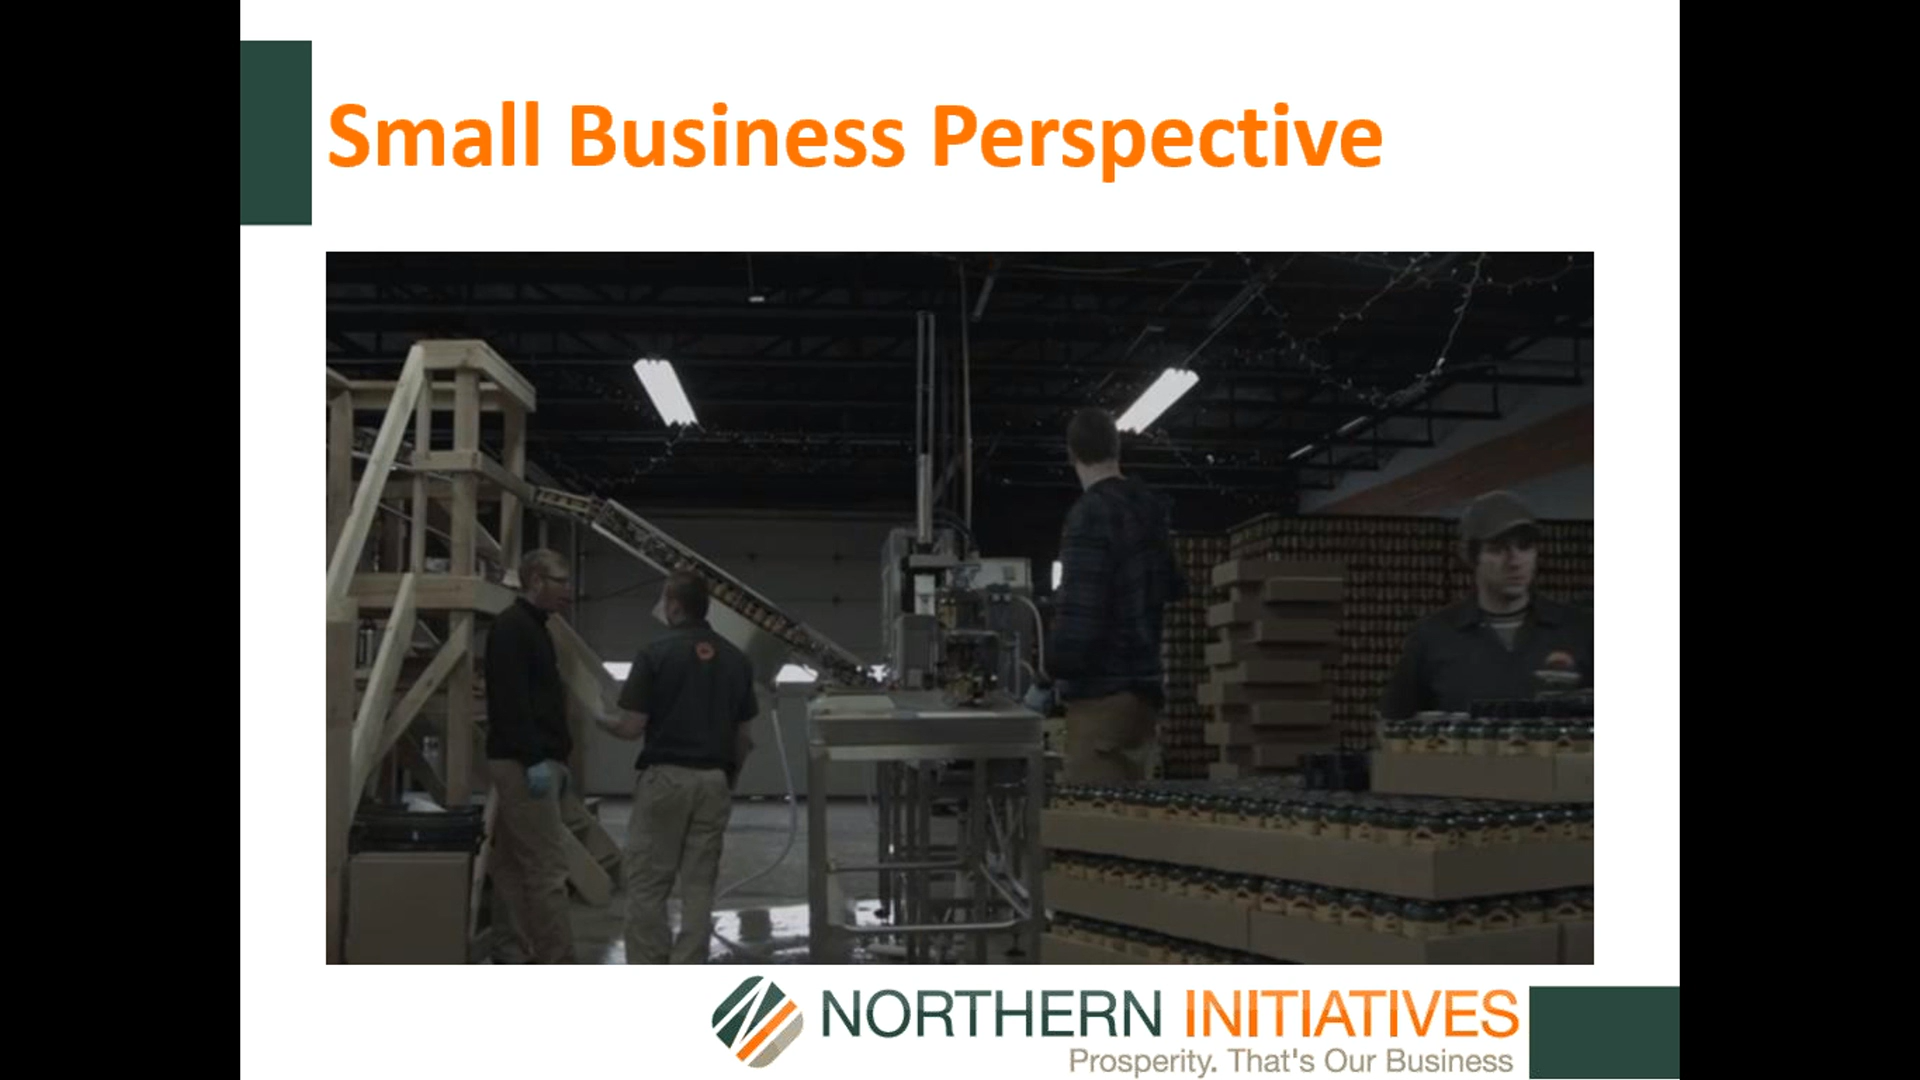 Small Business Perspective
NORTHERN INITIATIVES
Prosperity. That's Our Business